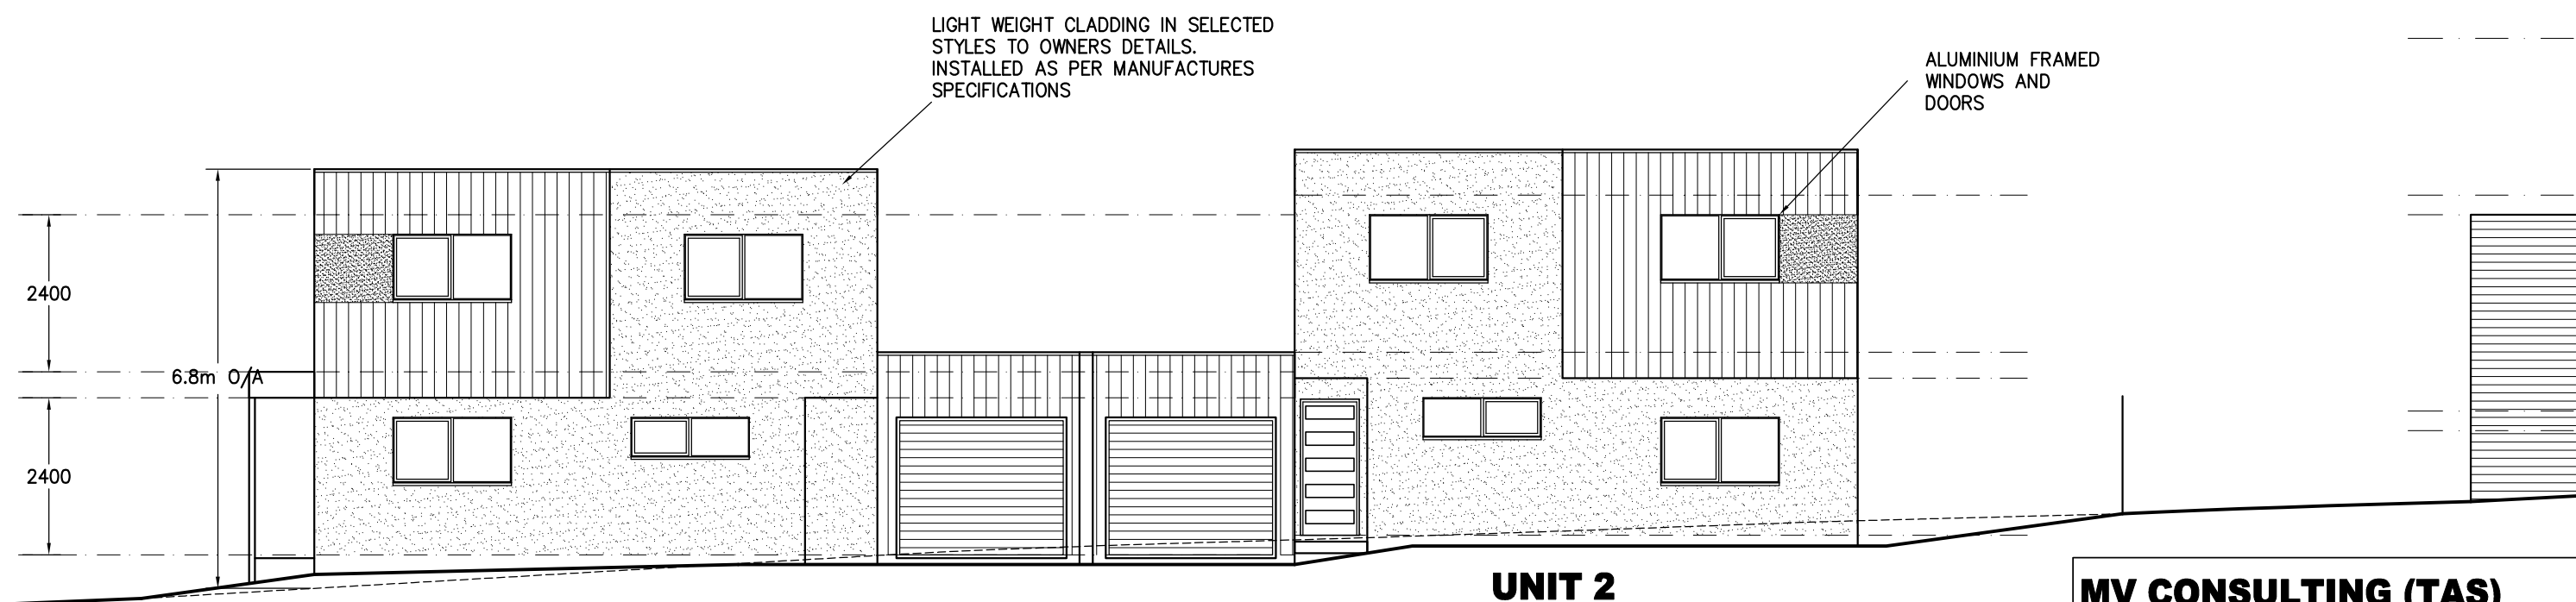 LIGHT WEIGHT CLADDING IN SELECTED
STYLES TO OWNERS DETAILS.
INSTALLED AS PER MANUFACTURES
SPECIFICATIONS
ALUMINIUM FRAMED
WINDOWS AND
DOORS
2400
6.8m O/A
2400
UNIT 2
MV CONSULTING (TAS)